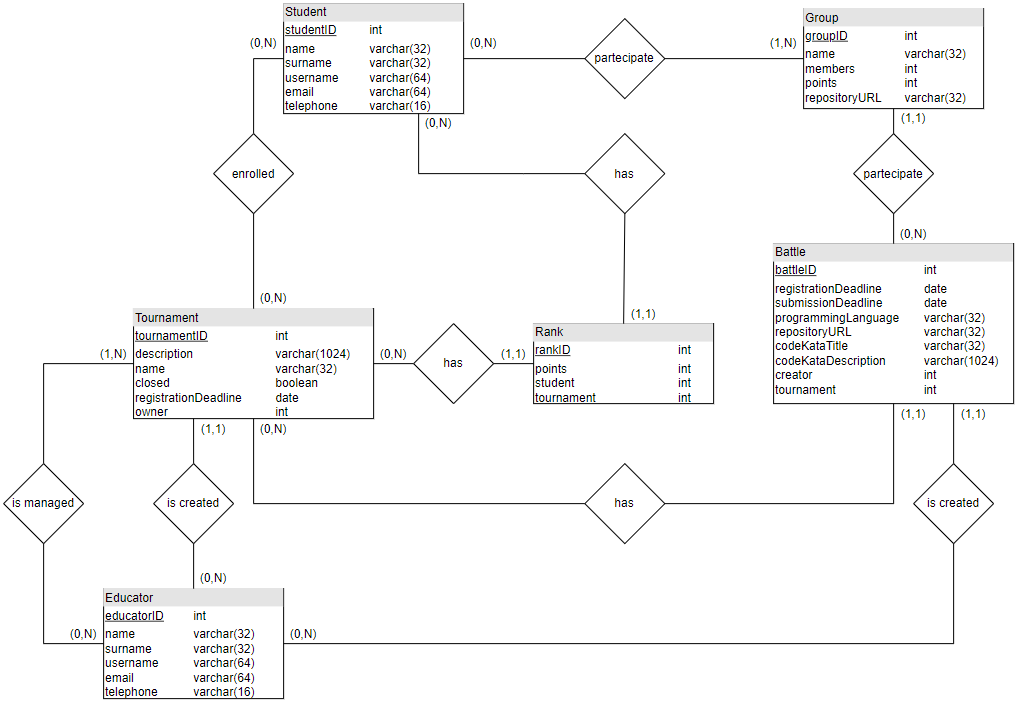 Student
studentID int
name varchar(32)
surname varchar(32)
username varchar(64)
email varchar(64)
telephone varchar(16)
(0,N)
(0,N)
(0,N)
partecipate
(1,N)
Group
groupID int
name varchar(32)
members int
points int
repositoryURL varchar(32)
(1,1)
enrolled
has
partecipate
(0,N)
(0,N)
(1,1)
Battle
battleID int
registrationDeadline date
submissionDeadline date
programmingLanguage varchar(32)
repositoryURL varchar(32)
codeKataTitle varchar(32)
codeKataDescription varchar(1024)
creator int
tournament int
(1,1)
(1,1)
Tournament
tournamentID int
description varchar(1024)
name varchar(32)
closed boolean
registrationDeadline date
owner int
(1,N)
(0,N)
has
(1,1)
Rank
rankID int
points int
student int
tournament int
(1,1)
(0,N)
is managed
is created
has
is created
(0,N)
(0,N)
(0,N)
Educator
educatorID int
name varchar(32)
surname varchar(32)
username varchar(64)
email varchar(64)
telephone varchar(16)